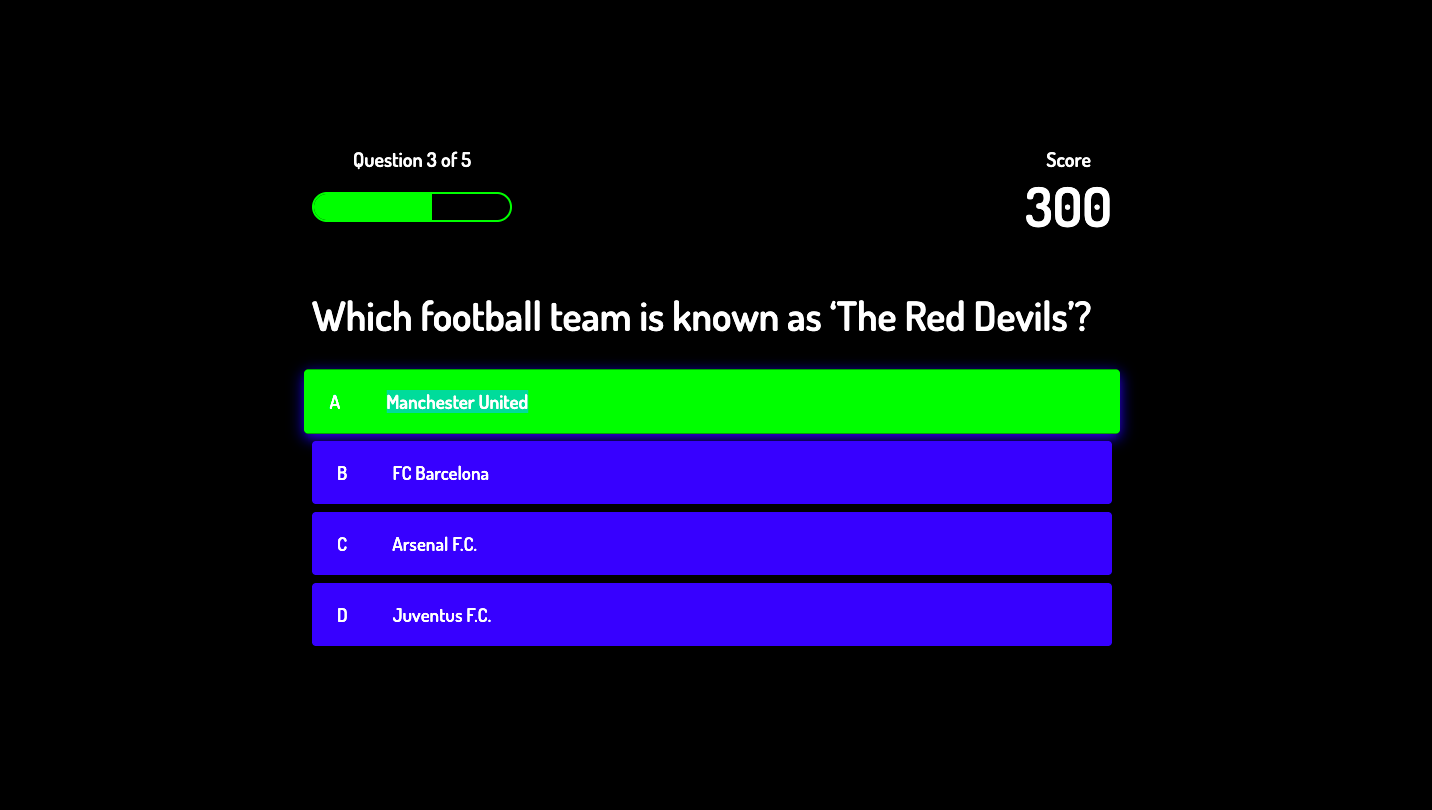 Question 3 of 5
Score
300
Which football team is known as ‘The Red Devils’?
A Manchester United
B FC Barcelona
C Arsenal F.C.
D Juventus F.C.